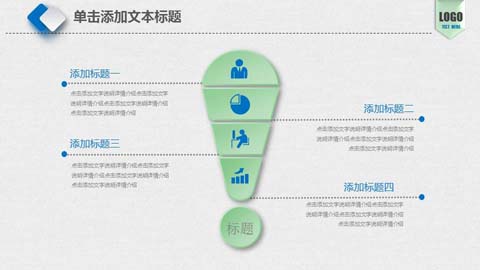 单击添加文本标题
LOGO
TEXT HERE
添加标题一
点击添加文字说明详情介绍点击添加文字
说明详情介绍点击添加文字说明详情介绍
点击添加文字说明详情介绍
添加标题二
点击添加文字说明详情介绍点击添加文字
说明详情介绍点击添加文字说明详情介绍
点击添加文字说明详情介绍
添加标题三
点击添加文字说明详情介绍点击添加文字
说明详情介绍点击添加文字说明详情介绍
点击添加文字说明详情介绍
添加标题四
点击添加文字说明详情介绍点击添加文字
说明详情介绍点击添加文字说明详情介绍
点击添加文字说明详情介绍
标题